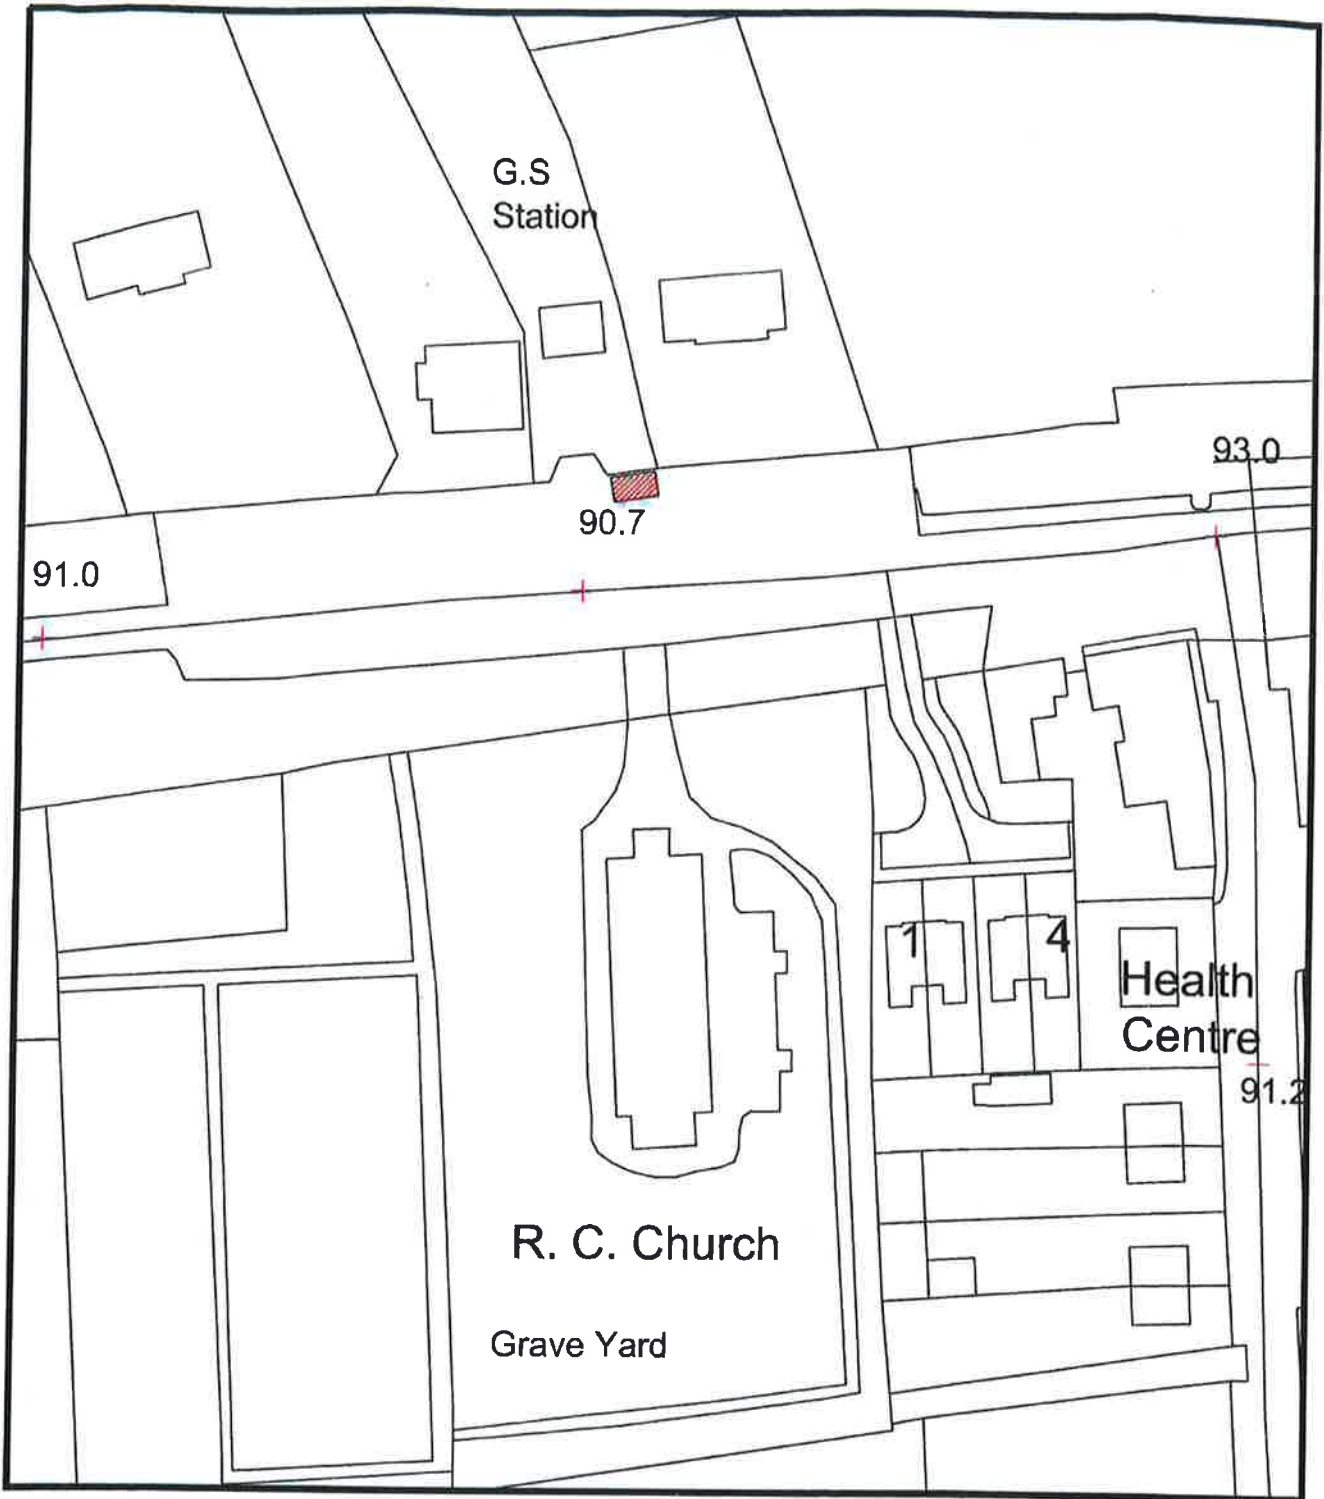 G.S
Station
93.0
90.7
91.0
1
4
Health
Centre
91.2
R. C. Church
Grave Yard